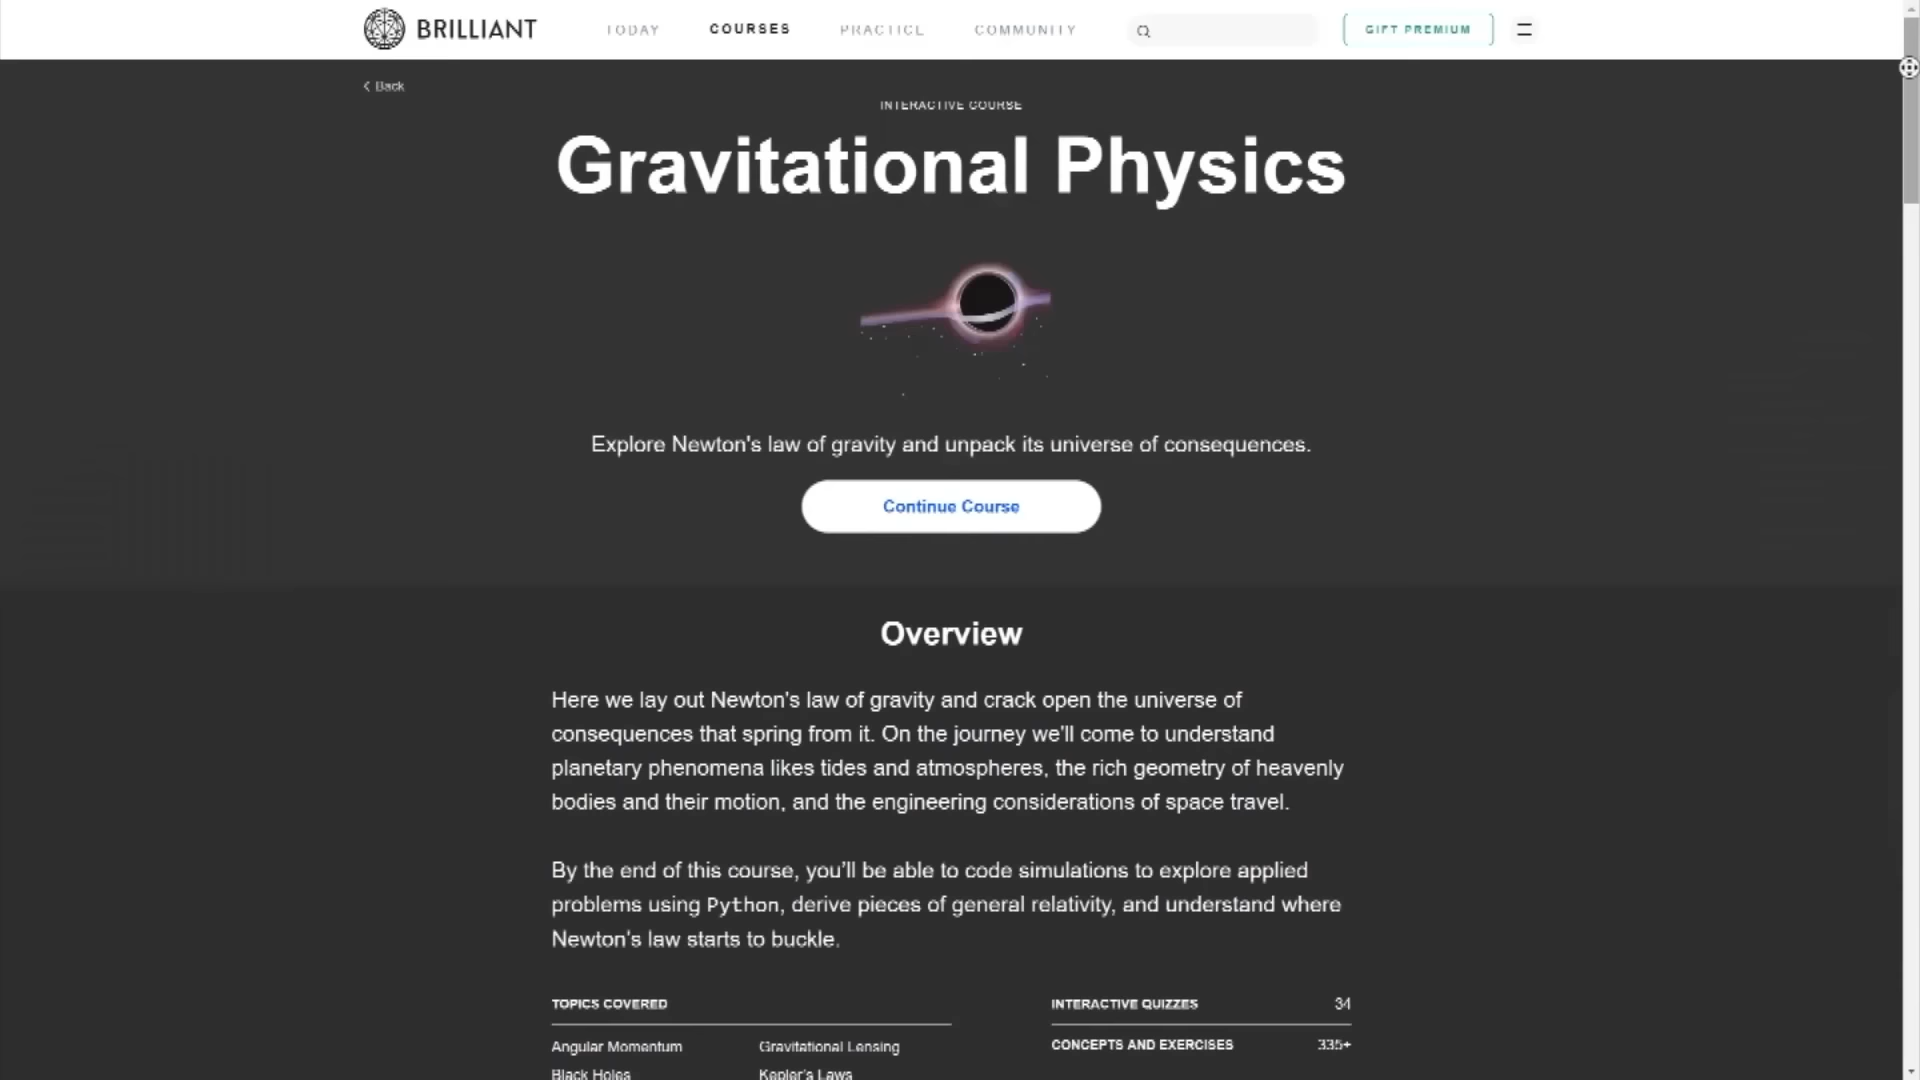 BRILLIANT
TODAY
COURSES
PRACTICE
COMMUNITY
GIFT PREMIUM
< Back
INTERACTIVE COURSE
Gravitational Physics
Explore Newton's law of gravity and unpack its universe of consequences.
Continue Course
Overview
Here we lay out Newton's law of gravity and crack open the universe of
consequences that spring from it. On the journey we'll come to understand
planetary phenomena likes tides and atmospheres, the rich geometry of heavenly
bodies and their motion, and the engineering considerations of space travel.
By the end of this course, you'll be able to code simulations to explore applied
problems using Python, derive pieces of general relativity, and understand where
Newton's law starts to buckle.
TOPICS COVERED
Angular Momentum
Gravitational Lensing
Black Holes
Kepler's Laws
INTERACTIVE QUIZZES 34
CONCEPTS AND EXERCISES 335+